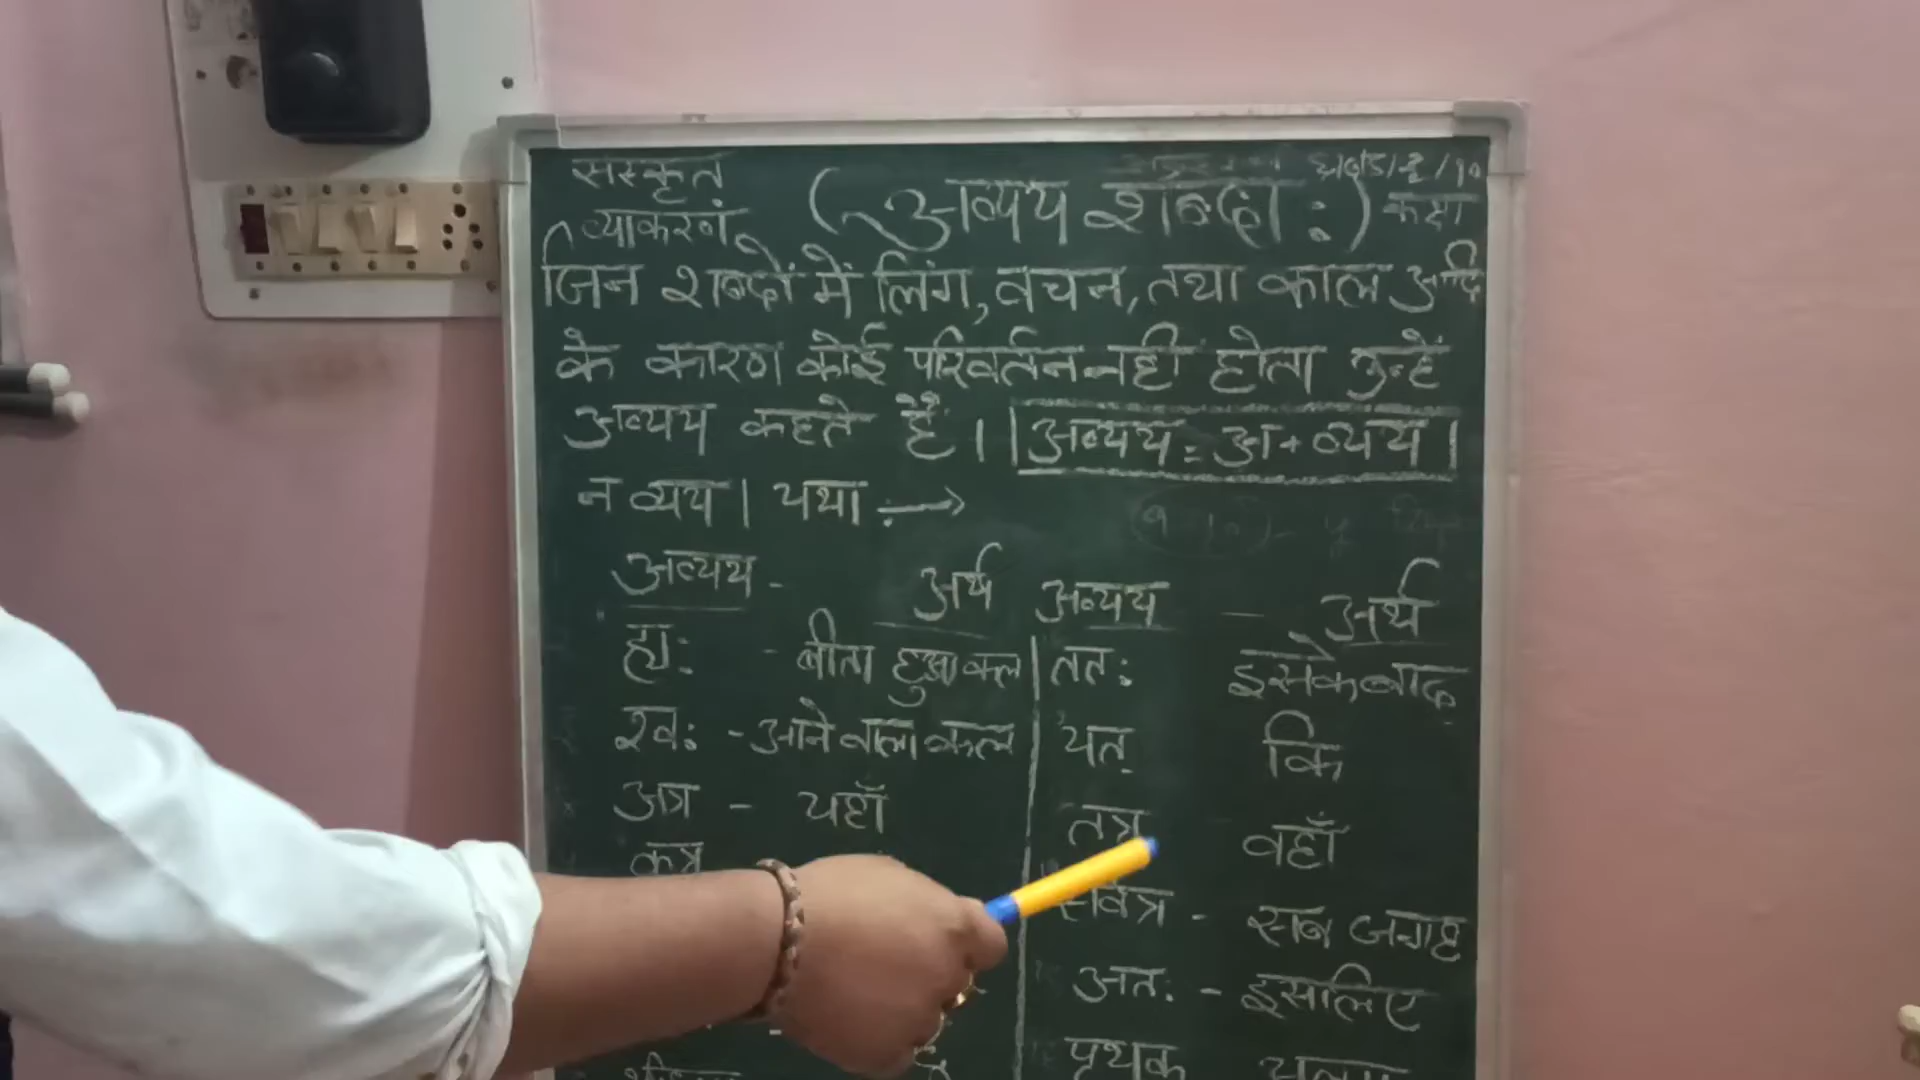 संस्कृत
व्याकरणं
(अव्यय शब्दाः)
कक्षा
जिन शब्दों में लिंग, वचन, तथा काल आदि
के कारण कोई परिवर्तन नही होता उन्हें
अव्यय कहते हैं। अव्यय = अ + व्यय।
न व्यय। यथा :→
अव्यय - अर्थ अव्यय - अर्थ
ह्यः - बीता हुआ कल ततः इसके बाद
श्वः - आने वाला कल यत् कि
अत्र - यहाँ तत्र वहाँ
कुत्र सर्वत्र - सब जगह
अतः - इसलिए
पृथक